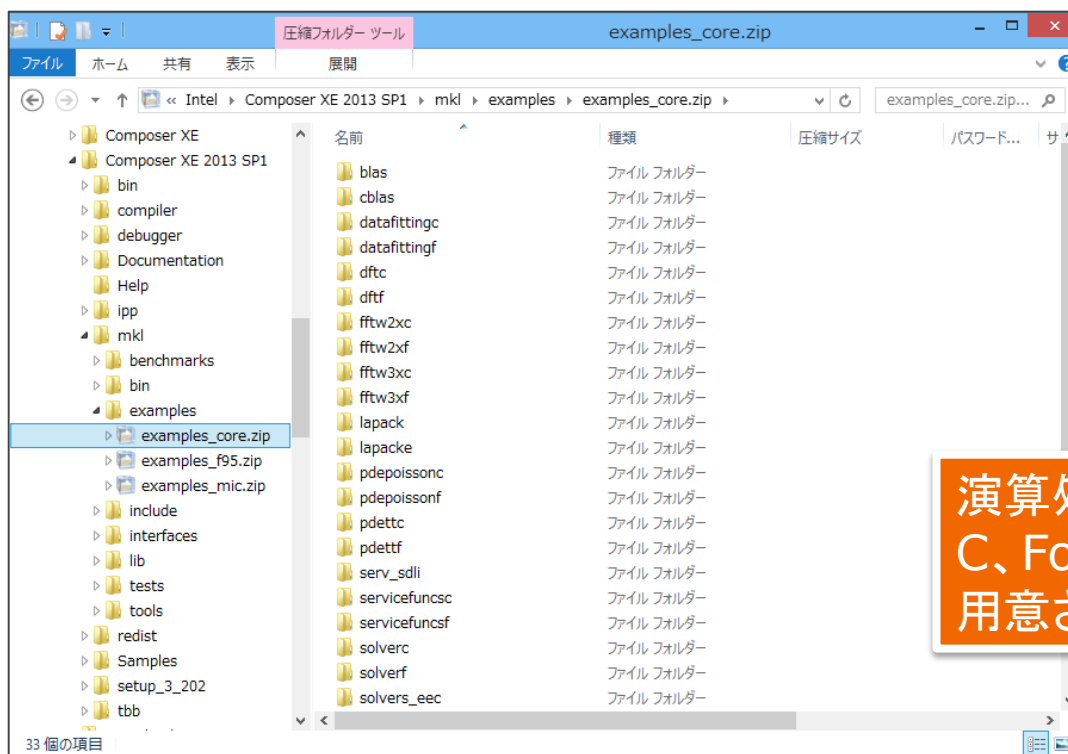 圧縮フォルダー ツール
examples_core.zip
ファイル ホーム 共有 表示 展開
« Intel Composer XE 2013 SP1 mkl examples examples_core.zip
examples_core.zip...
Composer XE
Composer XE 2013 SP1
bin
compiler
debugger
Documentation
Help
ipp
mkl
benchmarks
bin
examples
examples_core.zip
examples_f95.zip
examples_mic.zip
include
interfaces
lib
tests
tools
redist
Samples
setup_3_202
tbb
名前 種類 圧縮サイズ パスワード... サ
blas ファイル フォルダー
cblas ファイル フォルダー
datafittingc ファイル フォルダー
datafittingf ファイル フォルダー
dftc ファイル フォルダー
dftf ファイル フォルダー
fftw2xc ファイル フォルダー
fftw2xf ファイル フォルダー
fftw3xc ファイル フォルダー
fftw3xf ファイル フォルダー
lapack ファイル フォルダー
lapacke ファイル フォルダー
pdepoissonc ファイル フォルダー
pdepoissonf ファイル フォルダー
pdettc ファイル フォルダー
pdettf ファイル フォルダー
serv_sdli ファイル フォルダー
servicefuncsc ファイル フォルダー
servicefuncsf ファイル フォルダー
solverc ファイル フォルダー
solverf ファイル フォルダー
solvers_eec ファイル フォルダー
演算
C、Fo
用意さ
33 個の項目